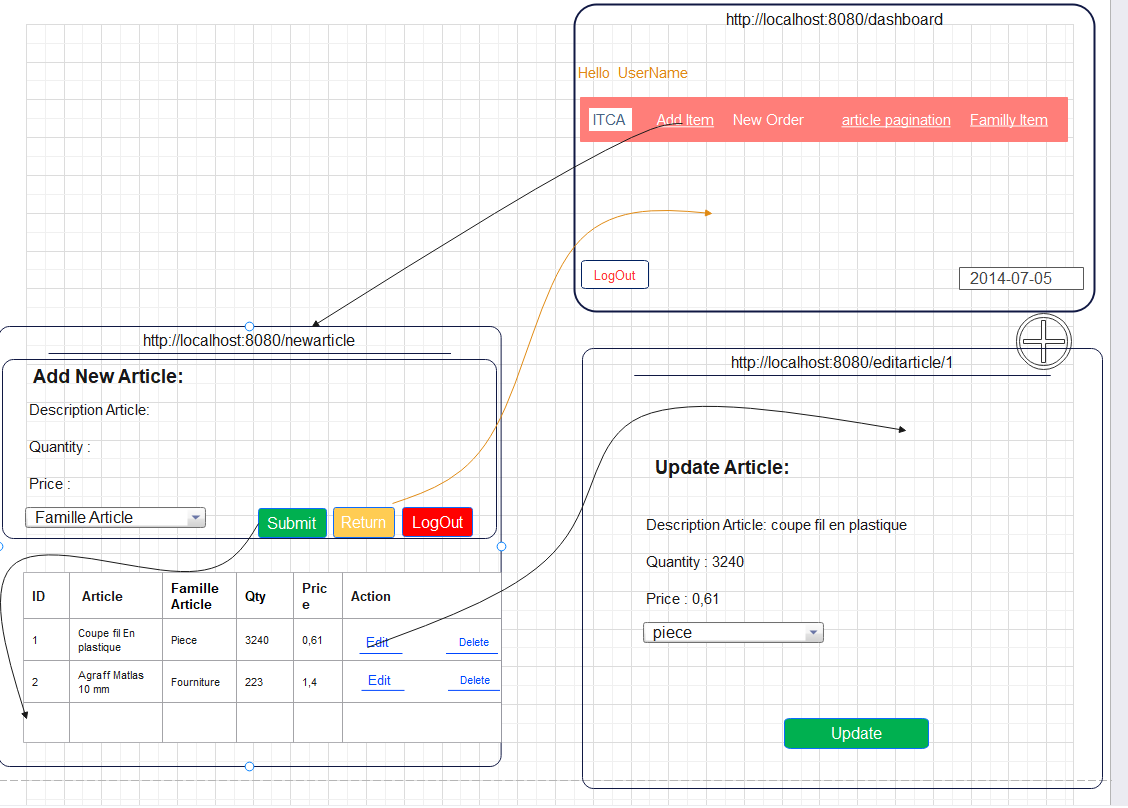 http://localhost:8080/dashboard
Hello UserName
ITCA Add Item New Order article pagination Familly Item
LogOut
2014-07-05
http://localhost:8080/newarticle
Add New Article:
Description Article:
Quantity :
Price :
Famille Article
Submit Return LogOut
ID Article Famille Article Qty Price Action
1 Coupe fil En plastique Piece 3240 0,61 Edit Delete
2 Agraff Matlas 10 mm Fourniture 223 1,4 Edit Delete
http://localhost:8080/editarticle/1
Update Article:
Description Article: coupe fil en plastique
Quantity : 3240
Price : 0,61
piece
Update